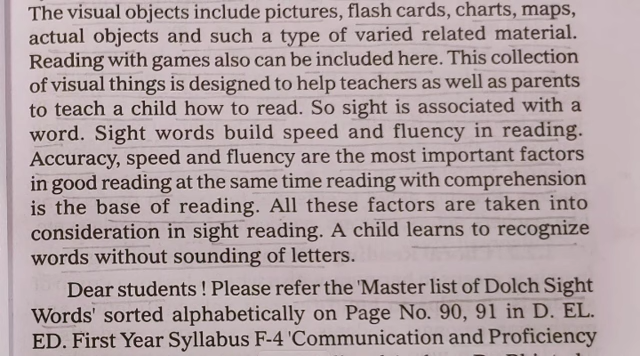 The visual objects include pictures, flash cards, charts, maps,
actual objects and such a type of varied related material.
Reading with games also can be included here. This collection
of visual things is designed to help teachers as well as parents
to teach a child how to read. So sight is associated with a
word. Sight words build speed and fluency in reading.
Accuracy, speed and fluency are the most important factors
in good reading at the same time reading with comprehension
is the base of reading. All these factors are taken into
consideration in sight reading. A child learns to recognize
words without sounding of letters.
Dear students ! Please refer the 'Master list of Dolch Sight
Words' sorted alphabetically on Page No. 90, 91 in D. EL.
ED. First Year Syllabus F-4 'Communication and Proficiency